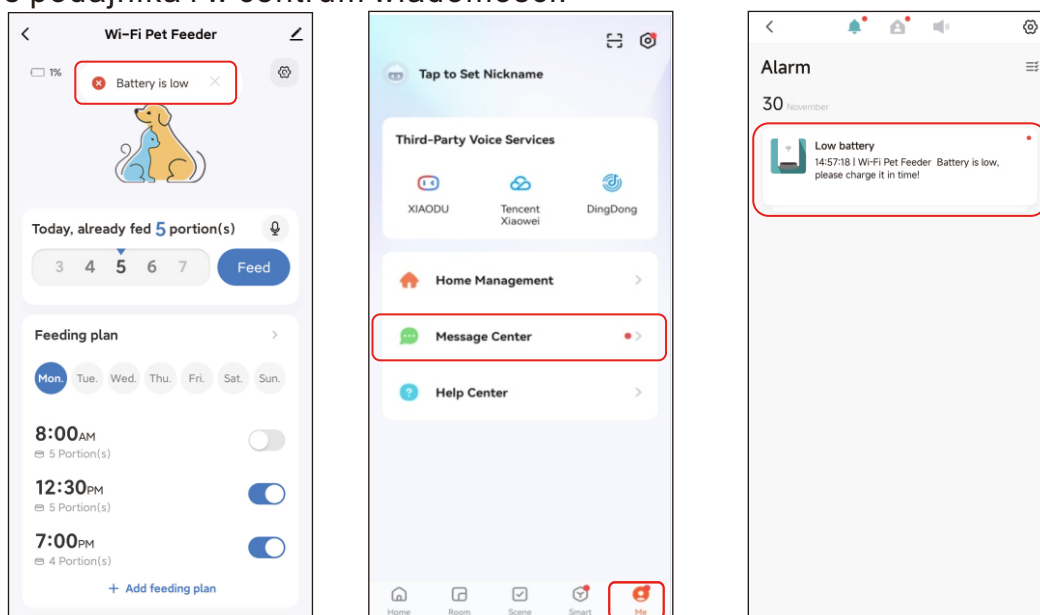 Wi-Fi Pet Feeder
1%
Battery is low
Today, already fed 5 portion(s)
3 4 5 6 7 Feed
Feeding plan
Mon. Tue. Wed. Thu. Fri. Sat. Sun.
8:00AM
5 Portion(s)
12:30PM
5 Portion(s)
7:00PM
4 Portion(s)
+ Add feeding plan
Tap to Set Nickname
Third-Party Voice Services
XIAODU
Tencent
Xiaowei
DingDong
Home Management
Message Center
Help Center
Home Room Scene Smart Me
Alarm
30 November
Low battery
14:57:18 | Wi-Fi Pet Feeder Battery is low,
please charge it in time!